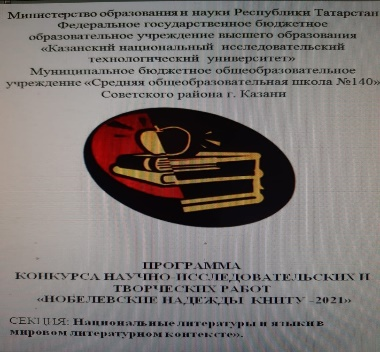 Министерство образования и науки Республики Татарстан
Федеральное государственное бюджетное
образовательное учреждение высшего образования
«Казанский национальный исследовательский
технологический университет»
Муниципальное бюджетное общеобразовательное
учреждение «Средняя общеобразовательная школа №140»
Советского района г. Казани
ПРОГРАММА
КОНКУРСА НАУЧНО-ИССЛЕДОВАТЕЛЬСКИХ И
ТВОРЧЕСКИХ РАБОТ
«НОБЕЛЕВСКИЕ НАДЕЖДЫ КНИТУ -2021»
СЕКЦИЯ: Национальные литературы и языки в
мировом литературном контексте».